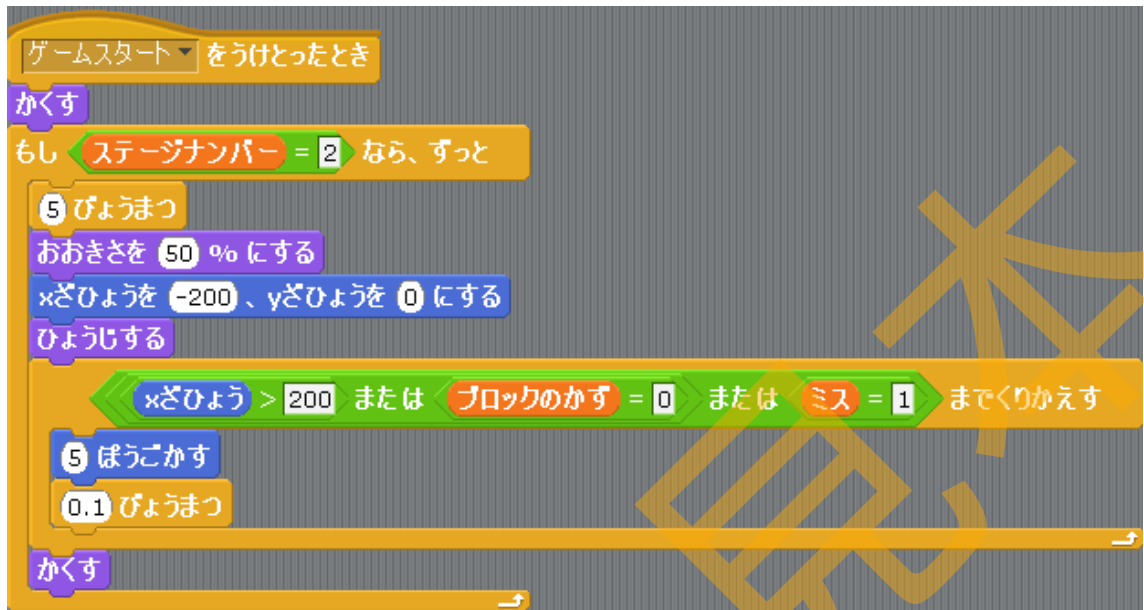 ゲームスタート をうけとったとき
かくす
もし ステージナンバー = 2 なら、ずっと
5 びょうまつ
おおきさを 50 % にする
xざひょうを -200 、yざひょうを 0 にする
ひょうじする
xざひょう > 200 または ブロックのかず = 0 または ミス = 1 までくりかえす
5 ほうごかす
0.1 びょうまつ
かくす